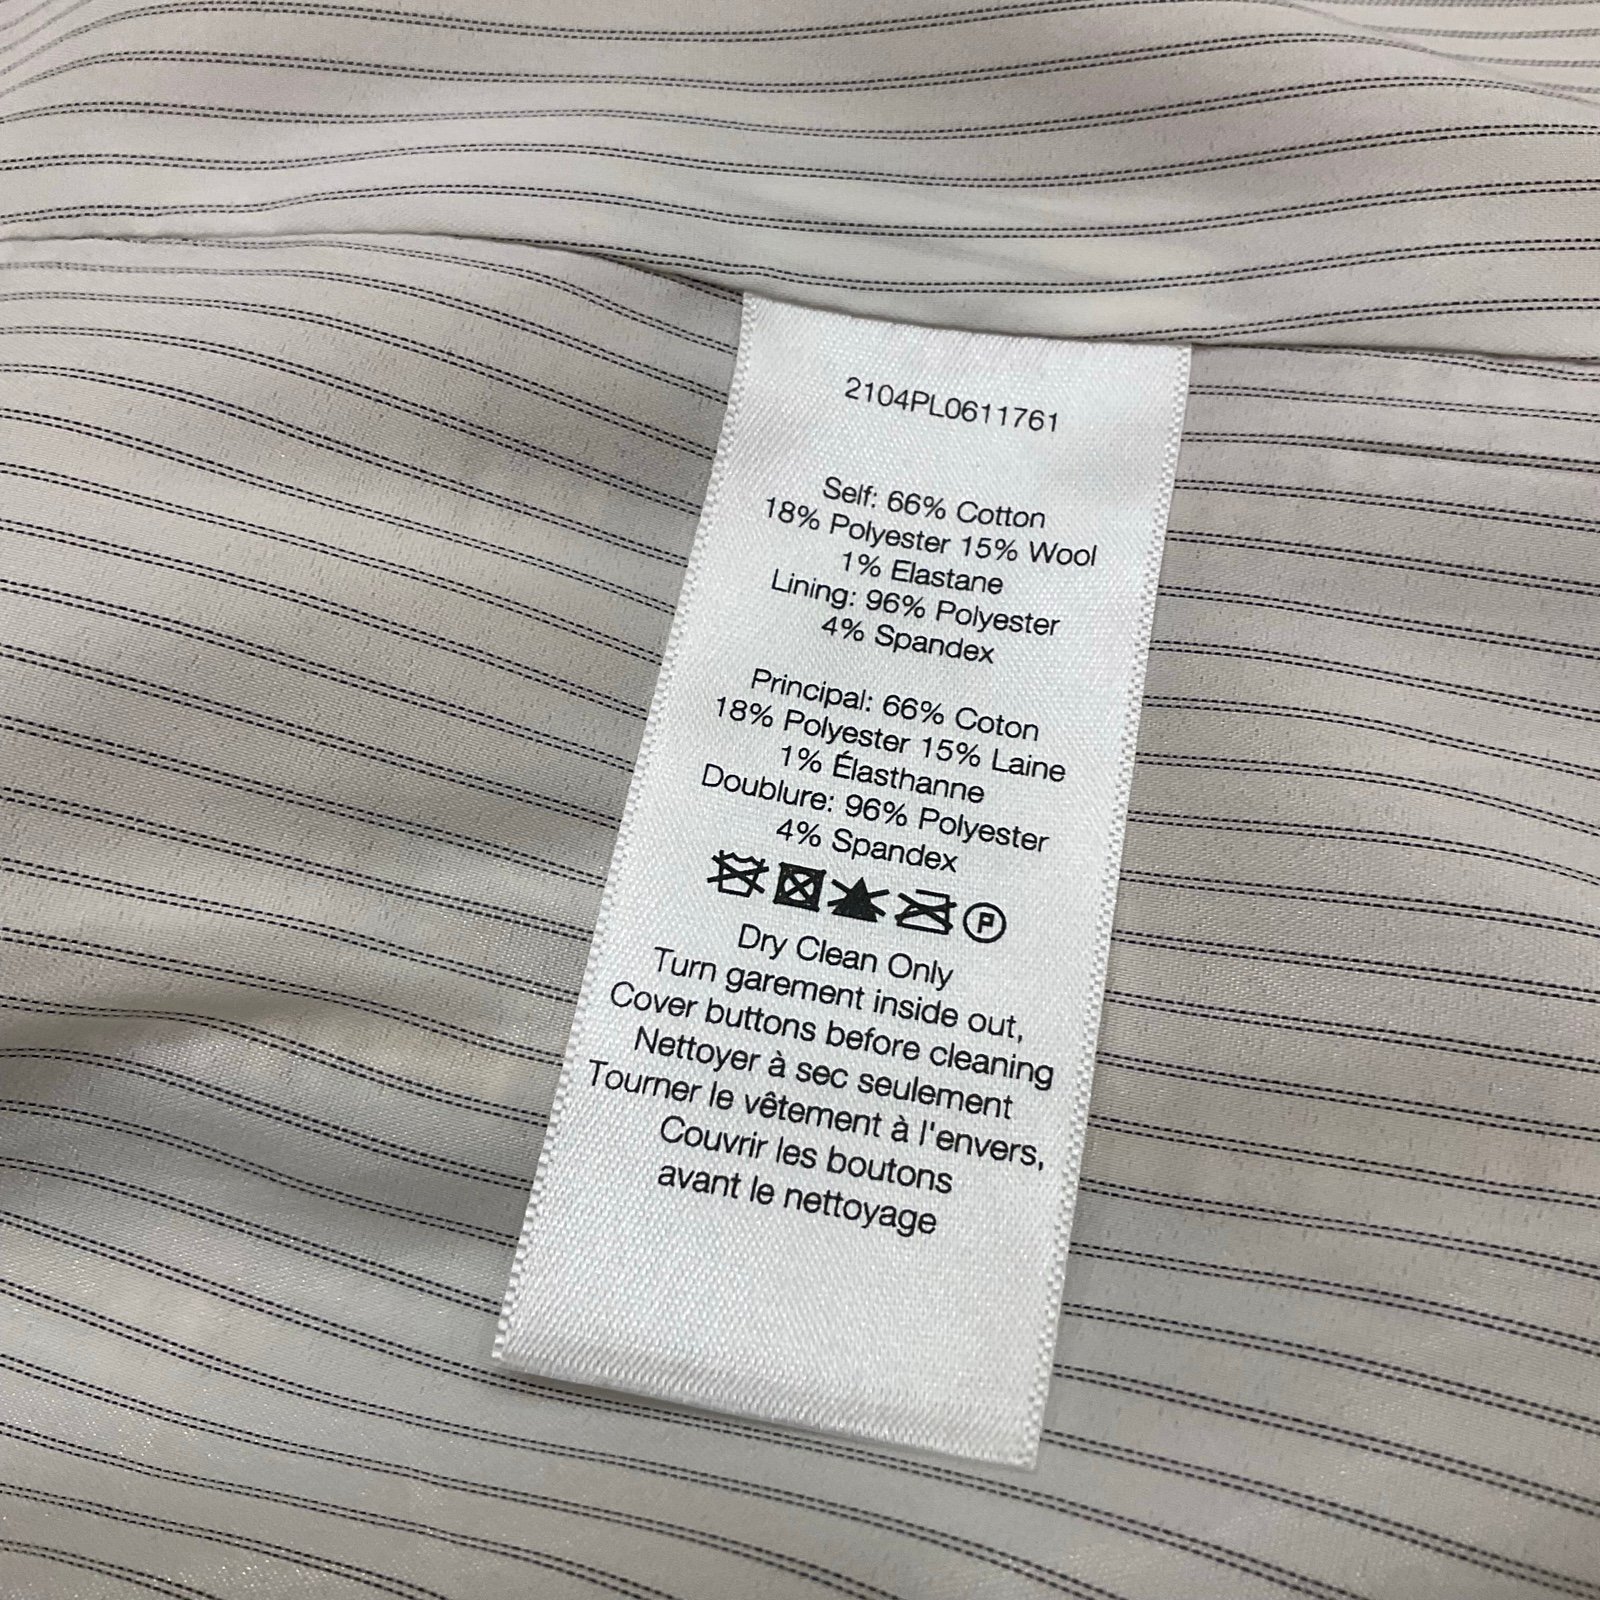 2104PL0611761
Self: 66% Cotton
18% Polyester 15% Wool
1% Elastane
Lining: 96% Polyester
4% Spandex
Principal: 66% Coton
18% Polyester 15% Laine
1% Élasthanne
Doublure: 96% Polyester
4% Spandex
P
Dry Clean Only
Turn garement inside out,
Cover buttons before cleaning
Nettoyer à sec seulement
Tourner le vêtement à l'envers,
Couvrir les boutons
avant le nettoyage